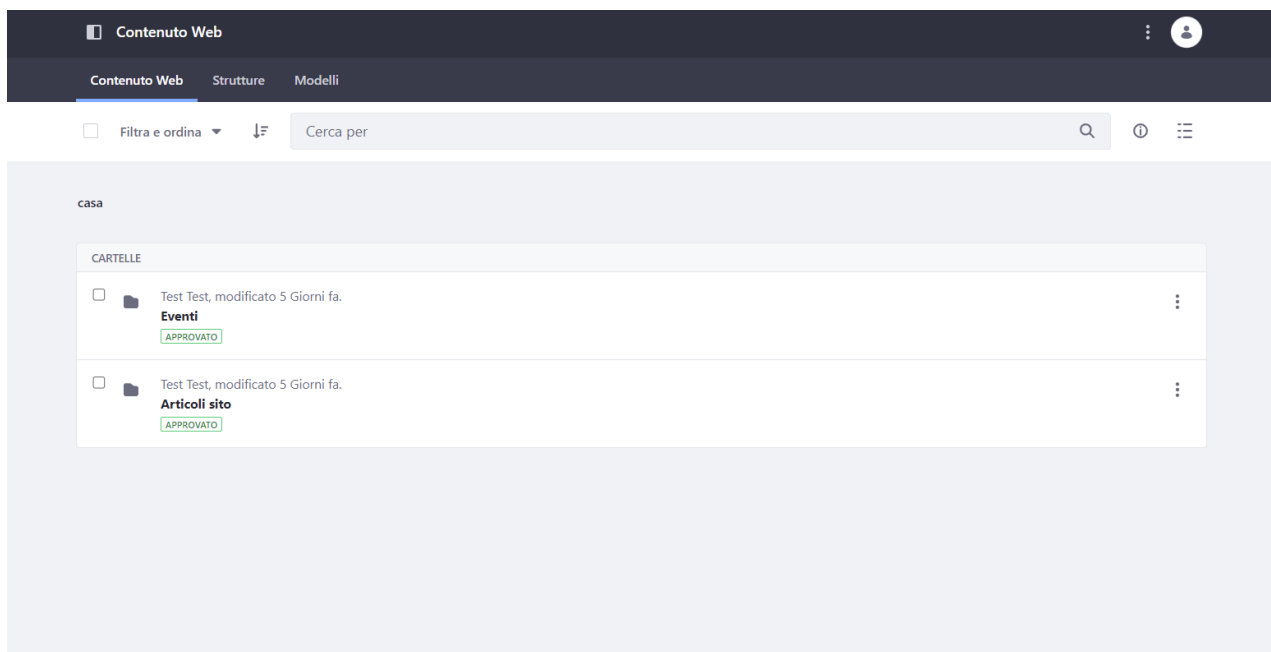 Contenuto Web
Contenuto Web Strutture Modelli
Filtra e ordina Cerca per
casa
CARTELLE
Test Test, modificato 5 Giorni fa.
Eventi
APPROVATO
Test Test, modificato 5 Giorni fa.
Articoli sito
APPROVATO